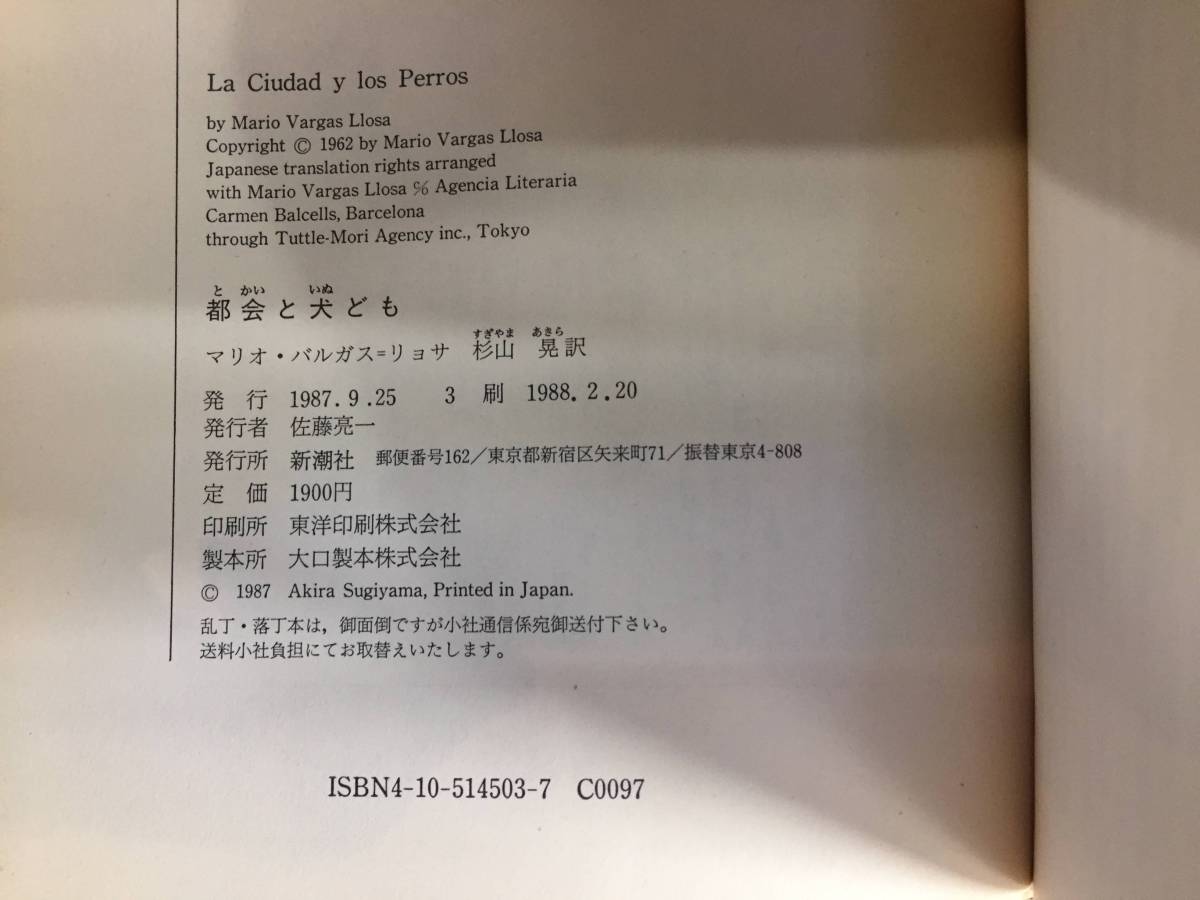 La Ciudad y los Perros
by Mario Vargas Llosa
Copyright © 1962 by Mario Vargas Llosa
Japanese translation rights arranged
with Mario Vargas Llosa ℅ Agencia Literaria
Carmen Balcells, Barcelona
through Tuttle-Mori Agency inc., Tokyo
と かい いぬ
都会と犬ども
すぎやま あきら
マリオ・バルガス=リョサ 杉山 晃訳
発 行 1987.9.25 3 刷 1988.2.20
発行者 佐藤亮一
発行所 新潮社 郵便番号162/東京都新宿区矢来町71/振替東京4-808
定 価 1900円
印刷所 東洋印刷株式会社
製本所 大口製本株式会社
© 1987 Akira Sugiyama, Printed in Japan.
乱丁・落丁本は，御面倒ですが小社通信係宛御送付下さい。
送料小社負担にてお取替えいたします。
ISBN4-10-514503-7 C0097